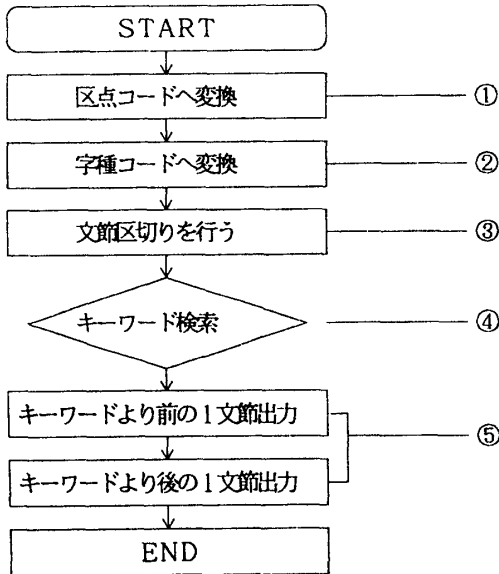 START
区点コードへ変換 ①
字種コードへ変換 ②
文節区切りを行う ③
キーワード検索 ④
キーワードより前の1文節出力
⑤
キーワードより後の1文節出力
END